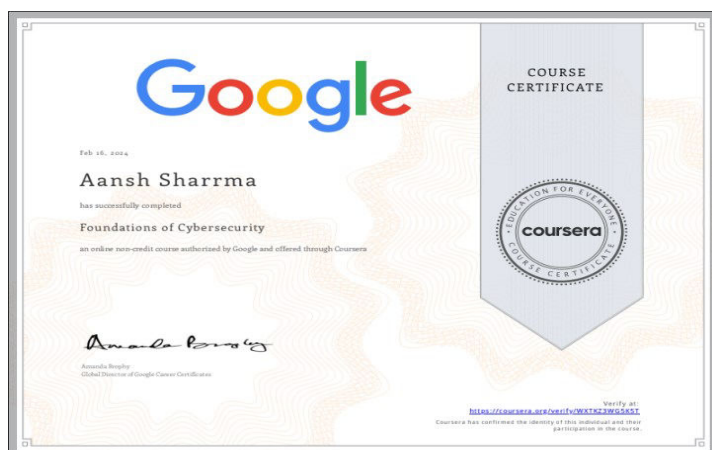 Google
COURSE
CERTIFICATE
Feb 16, 2024
Aansh Sharrma
has successfully completed
Foundations of Cybersecurity
an online non-credit course authorized by Google and offered through Coursera
EDUCATION FOR EVERYONE
coursera
COURSE CERTIFICATE
Amanda Brophy
Amanda Brophy
Global Director of Google Career Certificates
Verify at:
https://coursera.org/verify/WXTKZ3WG5K5T
Coursera has confirmed the identity of this individual and their
participation in the course.